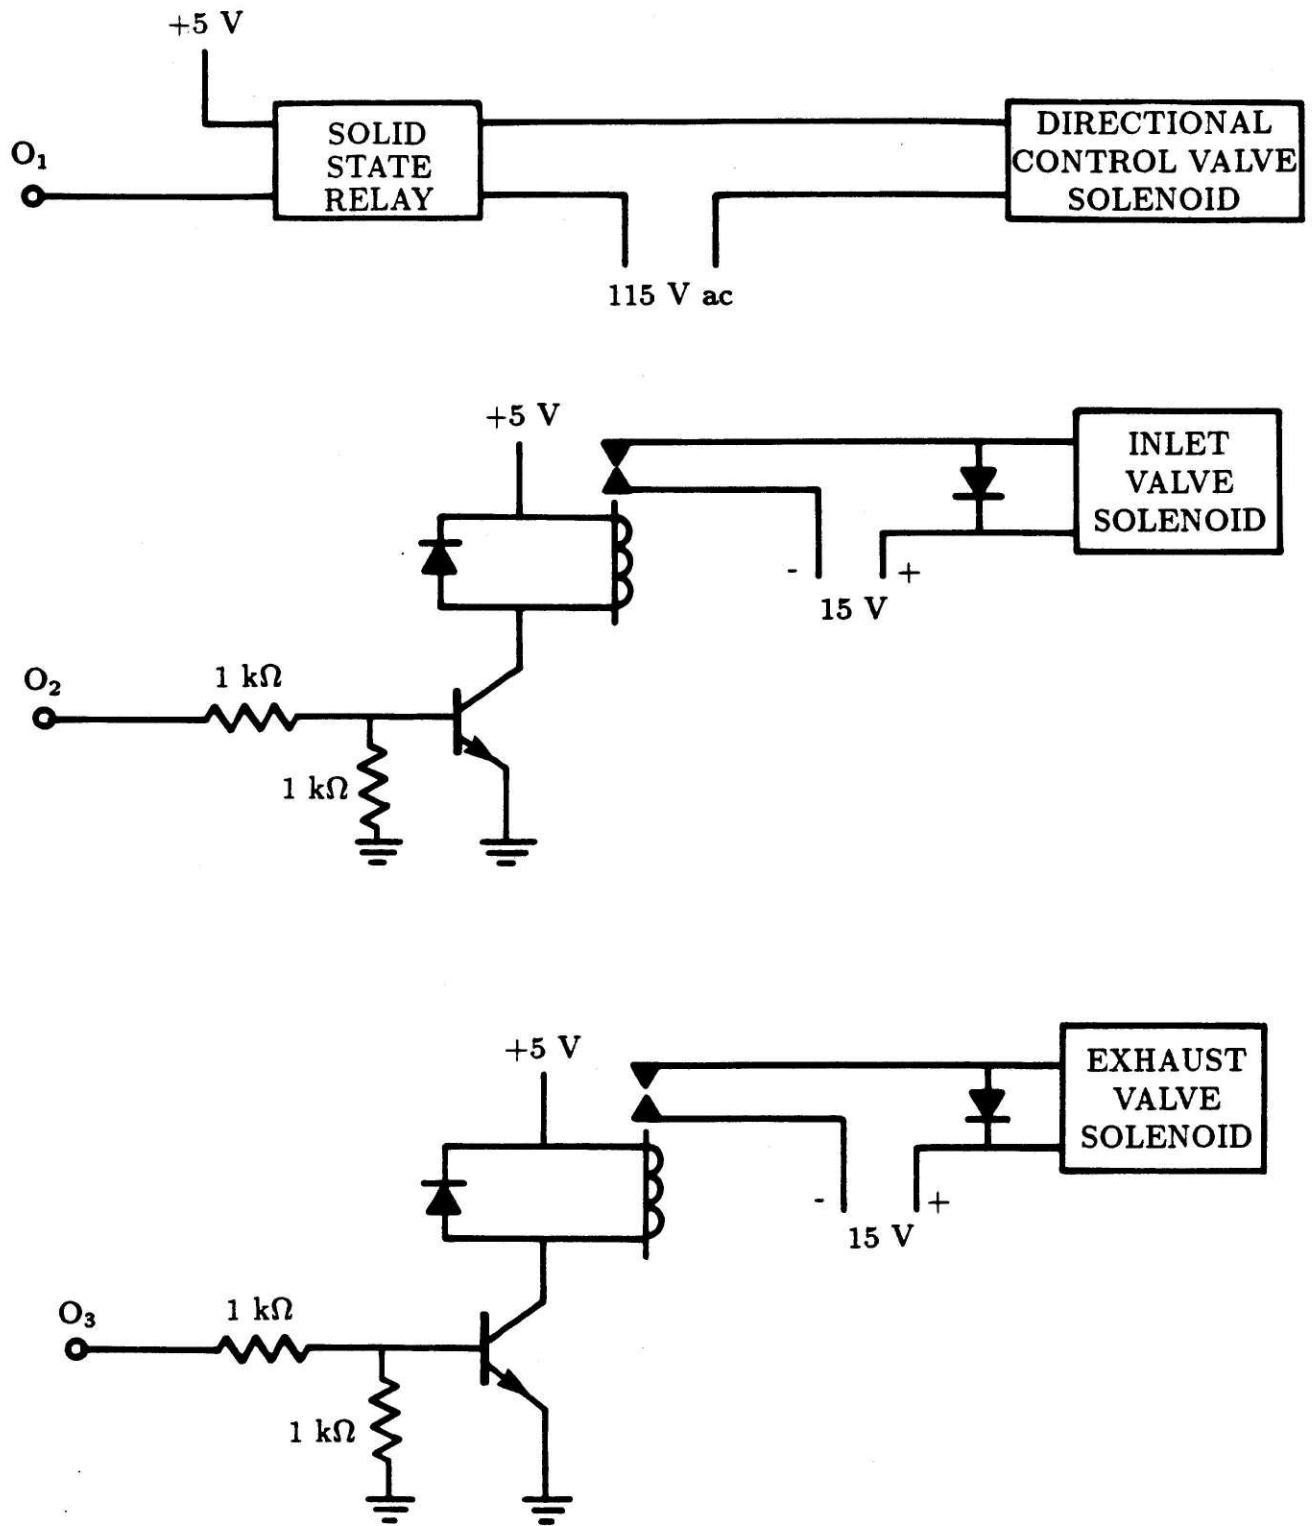 +5 V
O₁
SOLID
STATE
RELAY
DIRECTIONAL
CONTROL VALVE
SOLENOID
115 V ac
+5 V
INLET
VALVE
SOLENOID
- +
15 V
O₂
1 kΩ
1 kΩ
+5 V
EXHAUST
VALVE
SOLENOID
- +
15 V
O₃
1 kΩ
1 kΩ